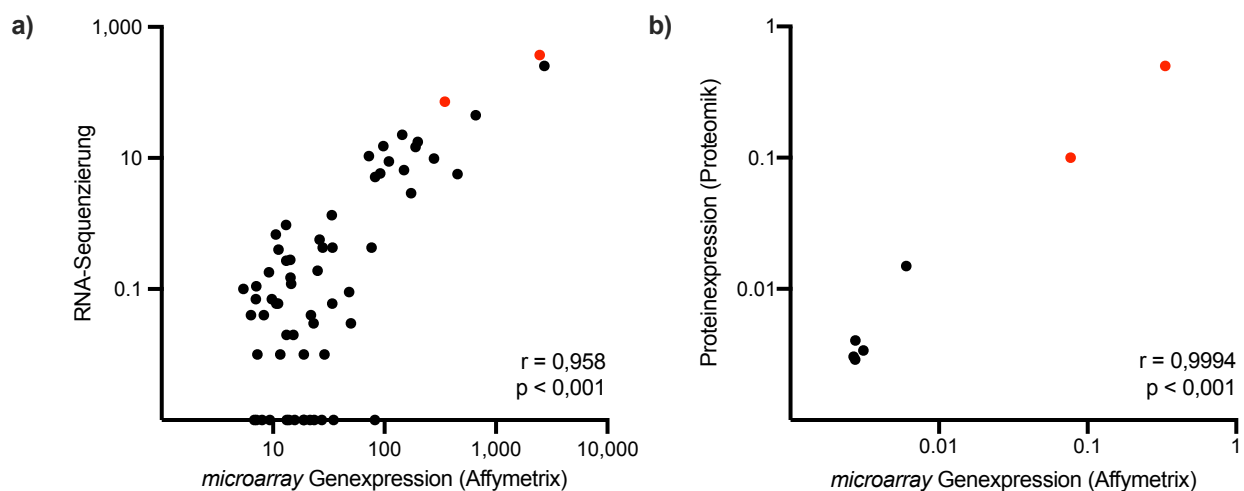 a)
RNA-Sequenzierung
1,000
10
0.1
r = 0,958
p < 0,001
10
100
1,000
10,000
microarray Genexpression (Affymetrix)
b)
Proteinexpression (Proteomik)
1
0.1
0.01
r = 0,9994
p < 0,001
0.01
0.1
1
microarray Genexpression (Affymetrix)